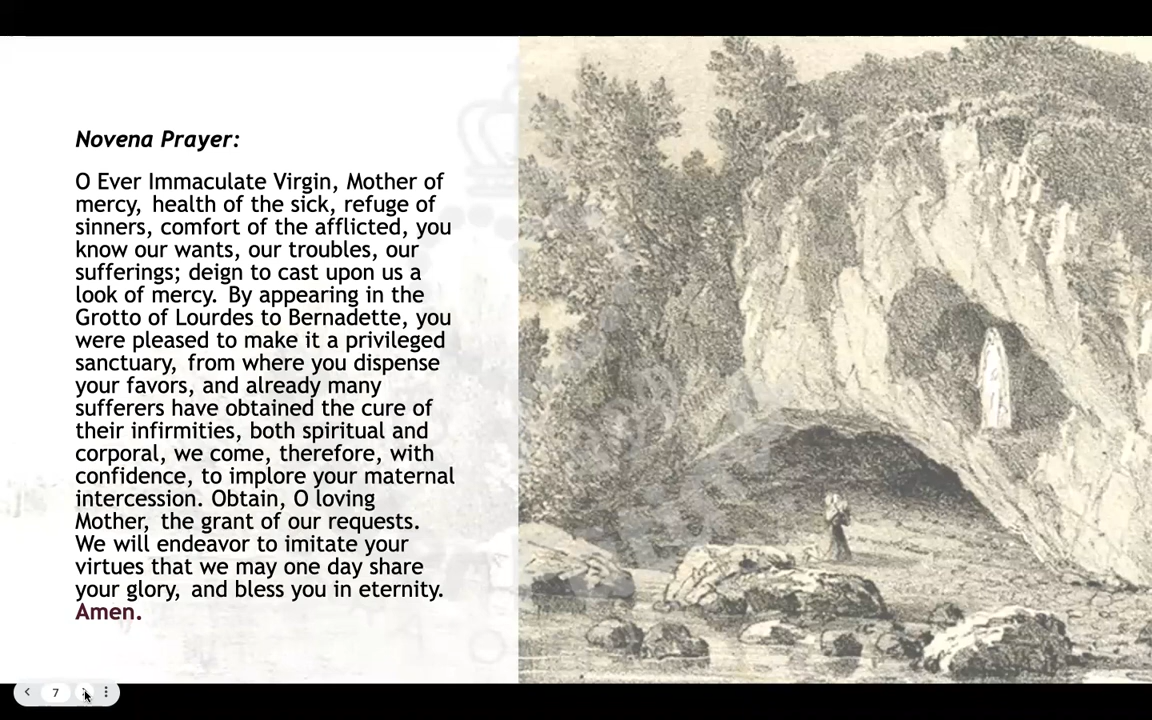 Novena Prayer:
O Ever Immaculate Virgin, Mother of
mercy, health of the sick, refuge of
sinners, comfort of the afflicted, you
know our wants, our troubles, our
sufferings; deign to cast upon us a
look of mercy. By appearing in the
Grotto of Lourdes to Bernadette, you
were pleased to make it a privileged
sanctuary, from where you dispense
your favors, and already many
sufferers have obtained the cure of
their infirmities, both spiritual and
corporal, we come, therefore, with
confidence, to implore your maternal
intercession. Obtain, O loving
Mother, the grant of our requests.
We will endeavor to imitate your
virtues that we may one day share
your glory, and bless you in eternity.
Amen.
7